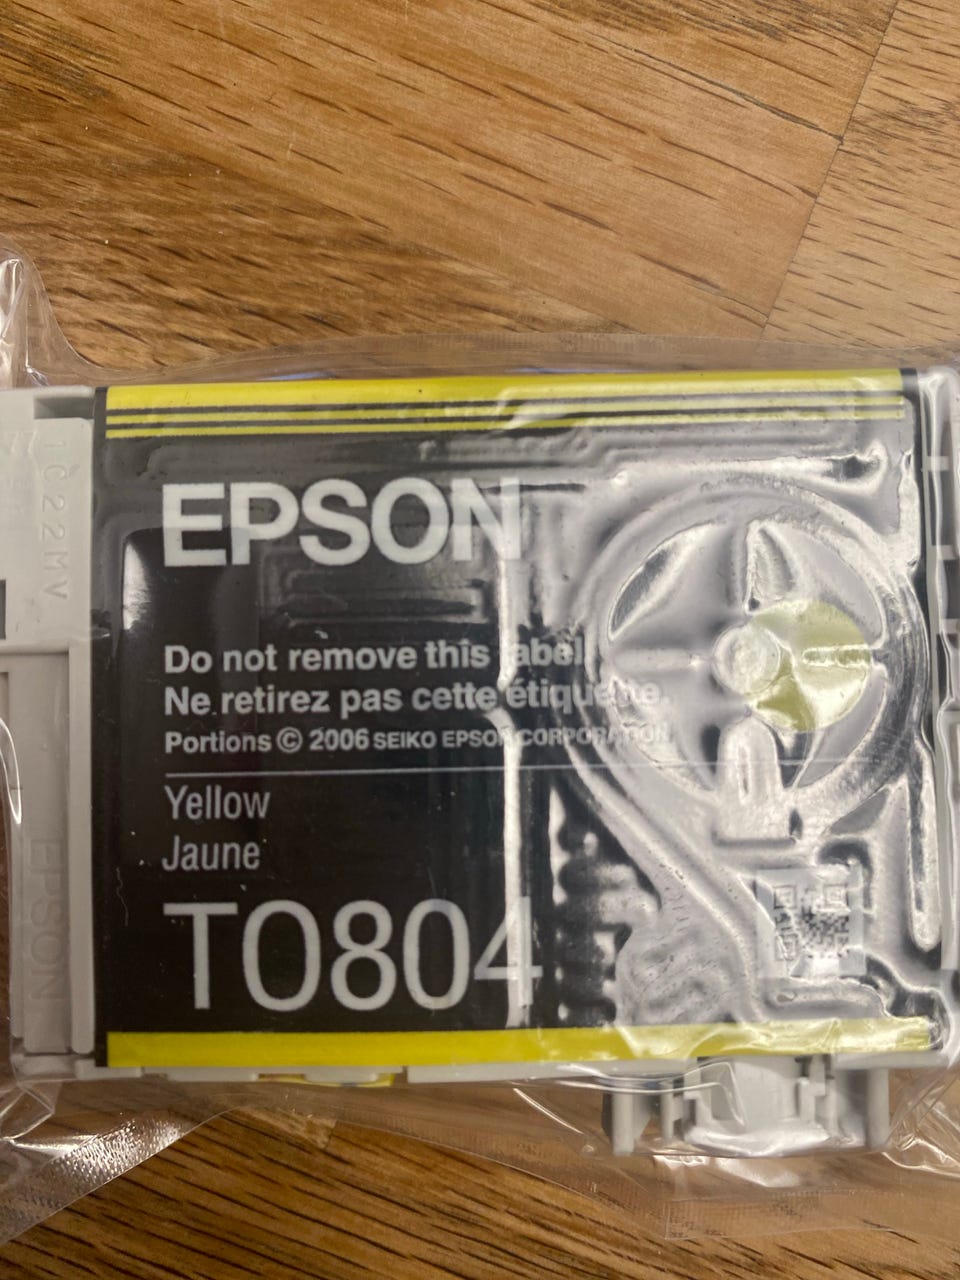 EPSON
Do not remove this label.
Ne retirez pas cette étiquette.
Portions © 2006 SEIKO EPSON CORPORATION
Yellow
Jaune
T0804
EPSON